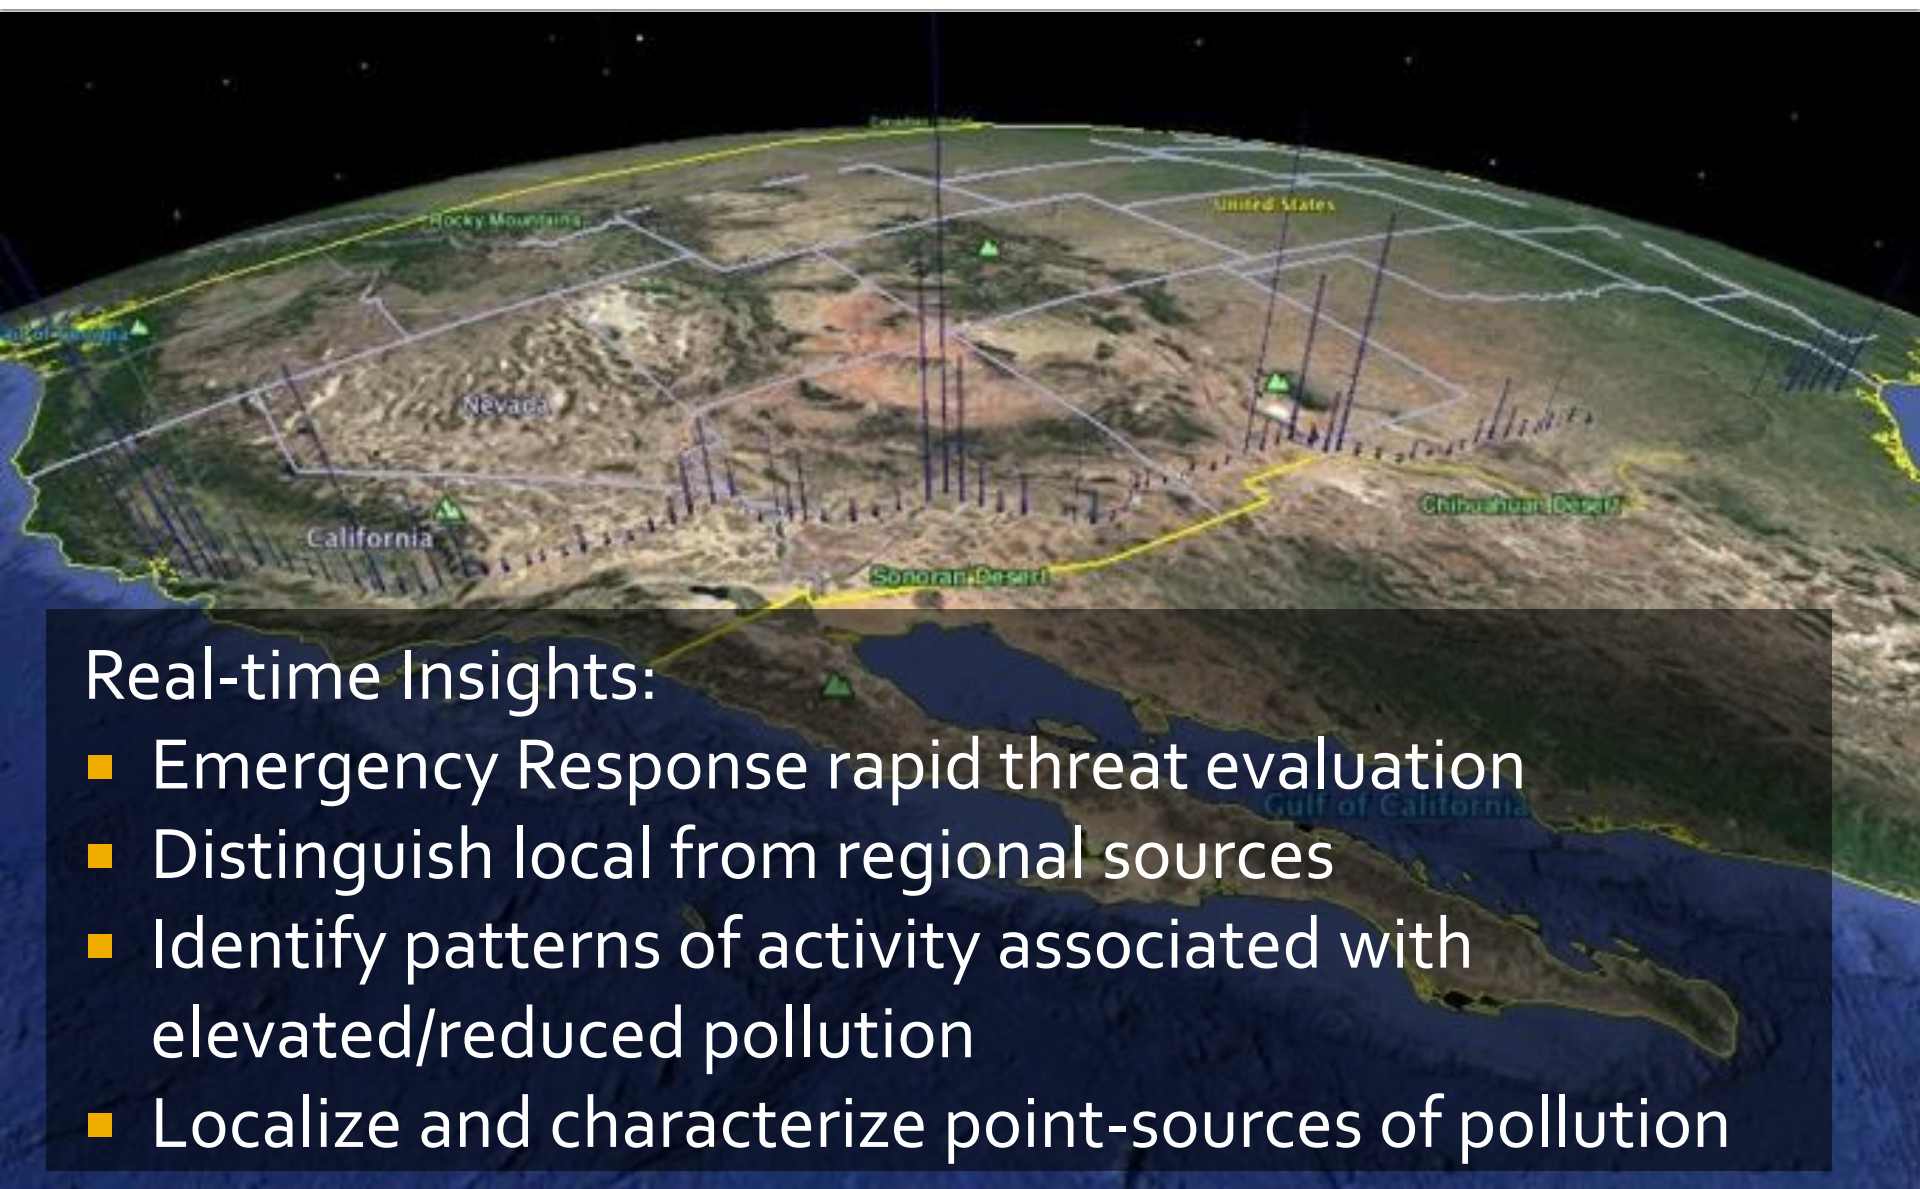 Rocky Mountains
United States
Nevada
California
Chihuahuan Desert
Sonoran Desert
Real-time Insights:
Emergency Response rapid threat evaluation
Gulf of California
Distinguish local from regional sources
Identify patterns of activity associated with
elevated/reduced pollution
Localize and characterize point-sources of pollution